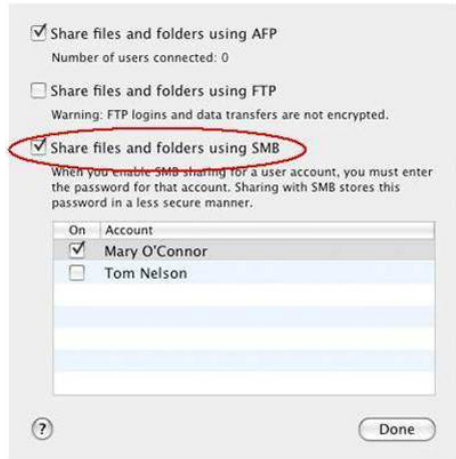 Share files and folders using AFP
Number of users connected: 0
Share files and folders using FTP
Warning: FTP logins and data transfers are not encrypted.
Share files and folders using SMB
When you enable SMB sharing for a user account, you must enter
the password for that account. Sharing with SMB stores this
password in a less secure manner.
On Account
Mary O'Connor
Tom Nelson
? Done